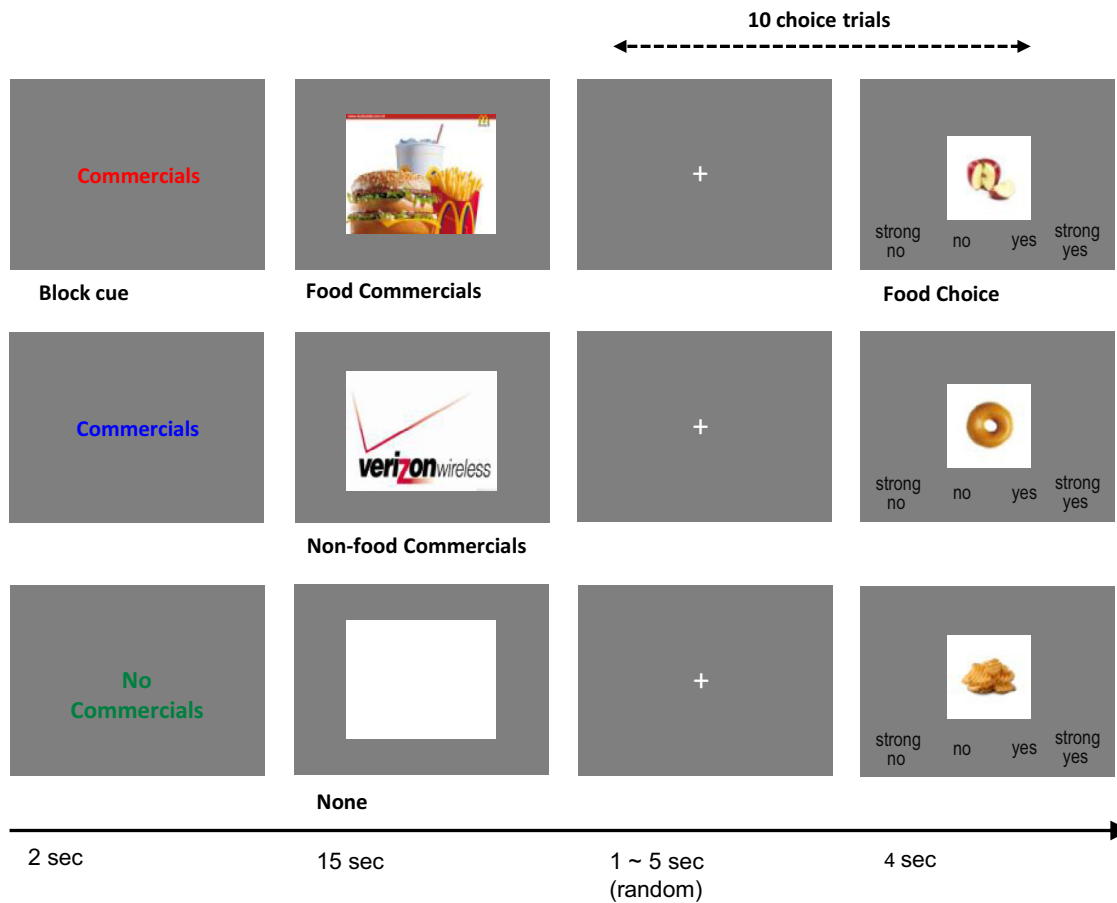 10 choice trials
Commercials
+
strong no
no
yes
strong yes
Block cue
Food Commercials
Food Choice
Commercials
verizonwireless
+
strong no
no
yes
strong yes
Non-food Commercials
No
Commercials
+
strong no
no
yes
strong yes
None
2 sec
15 sec
1 ~ 5 sec
(random)
4 sec